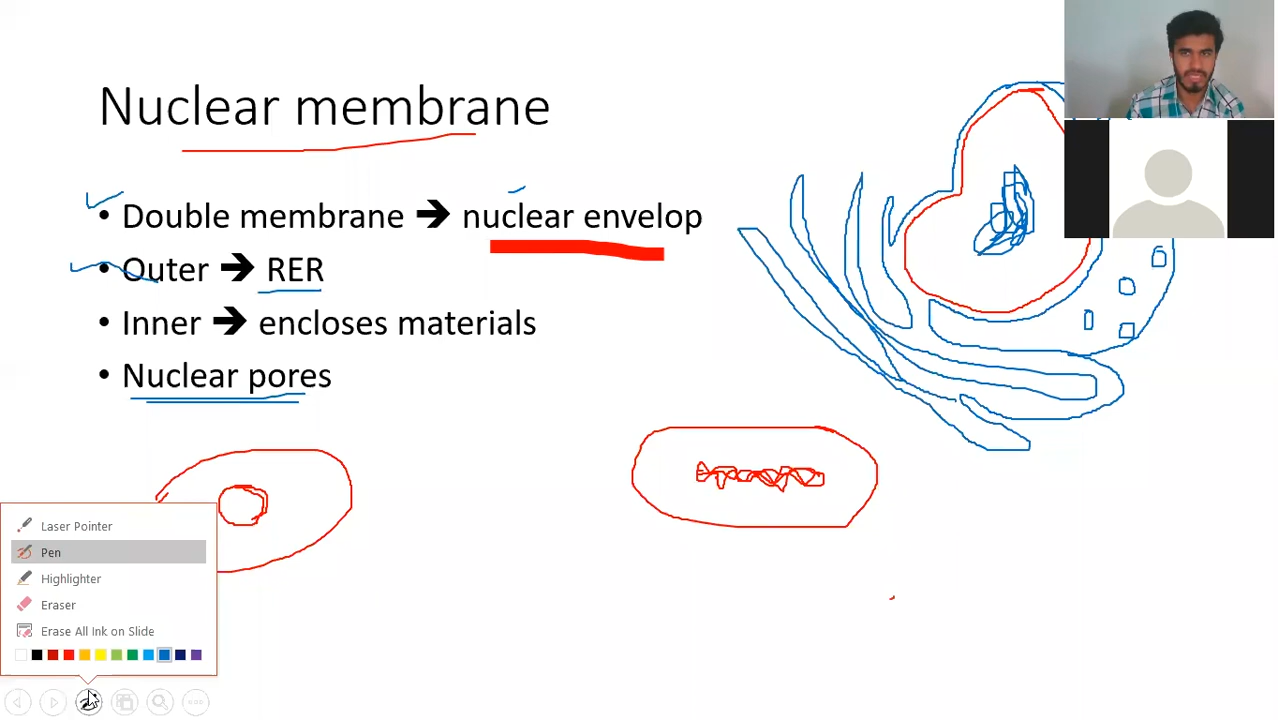 Nuclear membrane
• Double membrane → nuclear envelop
• Outer → RER
• Inner → encloses materials
• Nuclear pores
Laser Pointer
Pen
Highlighter
Eraser
Erase All Ink on Slide